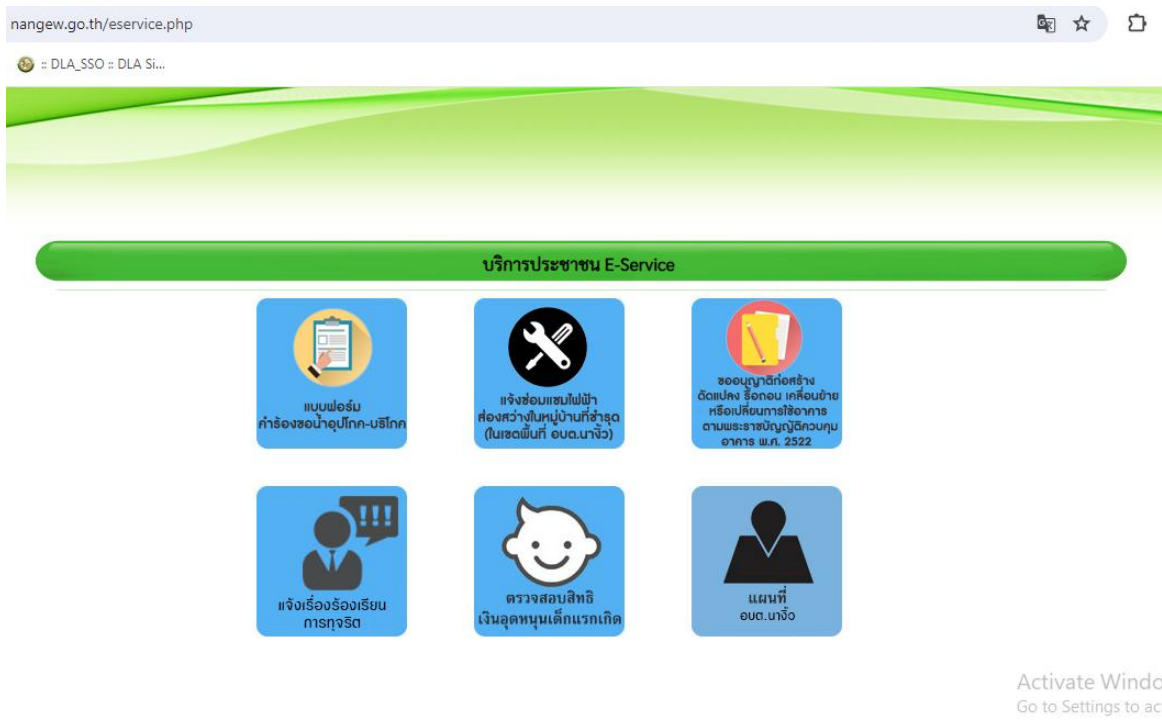 nangew.go.th/eservice.php
:: DLA_SSO :: DLA Si...
บริการประชาชน E-Service
แบบฟอร์ม
คำร้องขอน้ำอุปโภค-บริโภค
แจ้งซ่อมแซมไฟฟ้า
ส่องสว่างในหมู่บ้านที่ชำรุด
(ในเขตพื้นที่ อบต.นางิ้ว)
ขออนุญาติก่อสร้าง
ดัดแปลง รื้อถอน เคลื่อนย้าย
หรือเปลี่ยนการใช้อาคาร
ตามพระราชบัญญัติควบคุม
อาคาร พ.ศ. 2522
!!!
แจ้งเรื่องร้องเรียน
การทุจริต
ตรวจสอบสิทธิ
เงินอุดหนุนเด็กแรกเกิด
แผนที่
อบต.นางิ้ว
Activate Windo
Go to Settings to ac